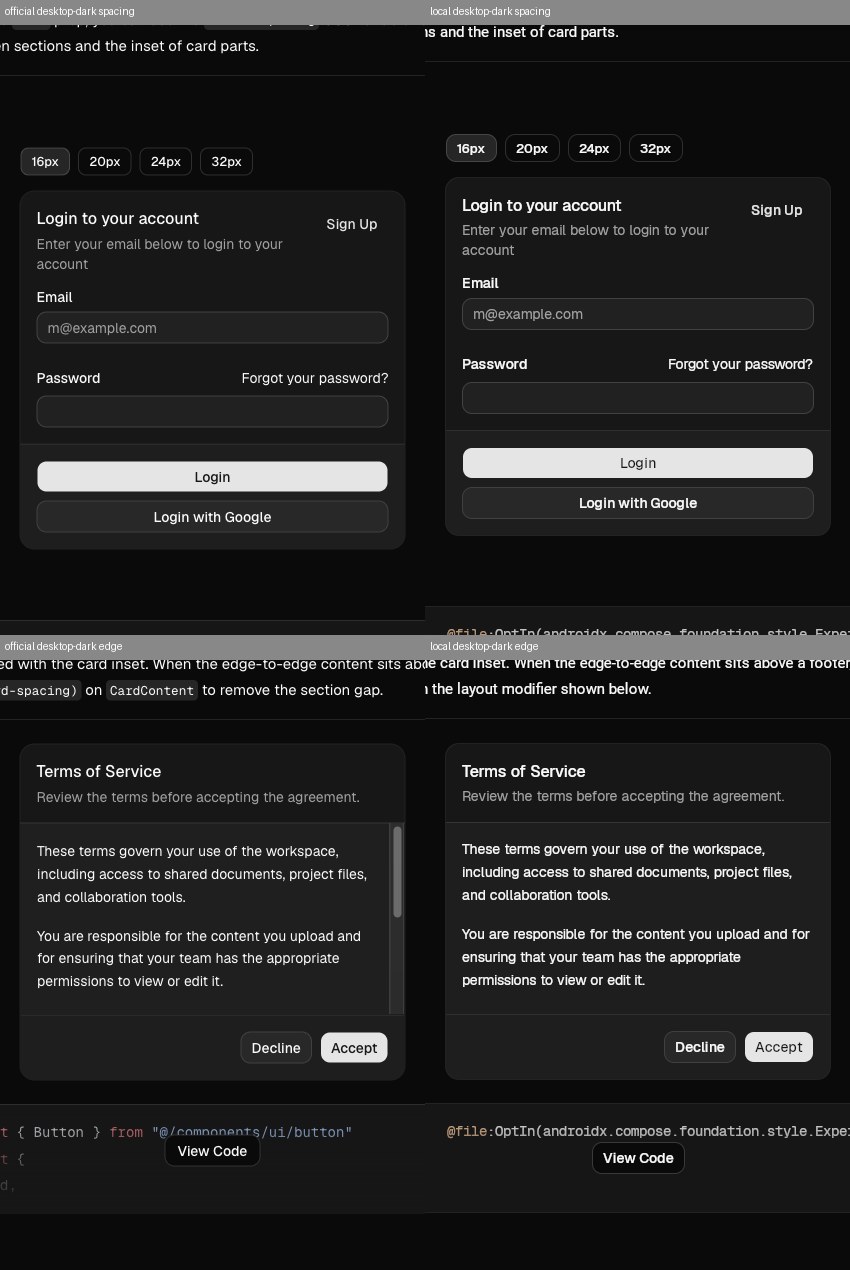 official desktop-dark spacing
en sections and the inset of card parts.
16px 20px 24px 32px
Login to your account
Sign Up
Enter your email below to login to your
account
Email
m@example.com
Password Forgot your password?
Login
Login with Google
local desktop-dark spacing
ns and the inset of card parts.
16px 20px 24px 32px
Login to your account
Sign Up
Enter your email below to login to your
account
Email
m@example.com
Password Forgot your password?
Login
Login with Google
@file:OptIn(androidx.compose.foundation.style.Exper
official desktop-dark edge
ed with the card inset. When the edge-to-edge content sits ab
d-spacing) on CardContent to remove the section gap.
Terms of Service
Review the terms before accepting the agreement.
These terms govern your use of the workspace,
including access to shared documents, project files,
and collaboration tools.
You are responsible for the content you upload and
for ensuring that your team has the appropriate
permissions to view or edit it.
Decline Accept
t { Button } from "@/components/ui/button"
t {
d,
View Code
local desktop-dark edge
e card inset. When the edge-to-edge content sits above a footer
the layout modifier shown below.
Terms of Service
Review the terms before accepting the agreement.
These terms govern your use of the workspace,
including access to shared documents, project files,
and collaboration tools.
You are responsible for the content you upload and for
ensuring that your team has the appropriate
permissions to view or edit it.
Decline Accept
@file:OptIn(androidx.compose.foundation.style.Exper
View Code